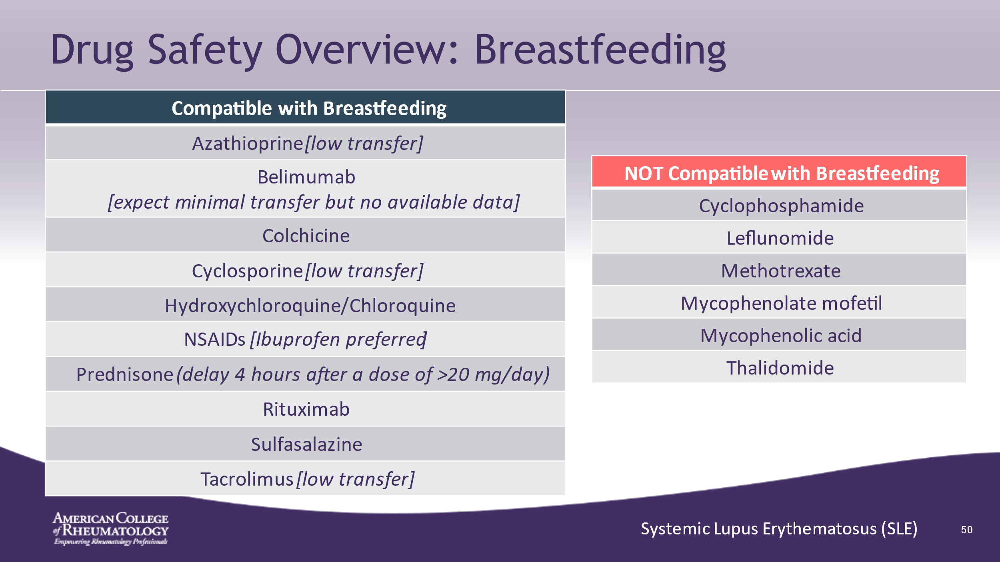 Drug Safety Overview: Breastfeeding
Compatible with Breastfeeding
Azathioprine [low transfer]
Belimumab
[expect minimal transfer but no available data]
Colchicine
Cyclosporine [low transfer]
Hydroxychloroquine/Chloroquine
NSAIDs [Ibuprofen preferred]
Prednisone (delay 4 hours after a dose of >20 mg/day)
Rituximab
Sulfasalazine
Tacrolimus [low transfer]
NOT Compatible with Breastfeeding
Cyclophosphamide
Leflunomide
Methotrexate
Mycophenolate mofetil
Mycophenolic acid
Thalidomide
AMERICAN COLLEGE
of RHEUMATOLOGY
Empowering Rheumatology Professionals
Systemic Lupus Erythematosus (SLE)
50